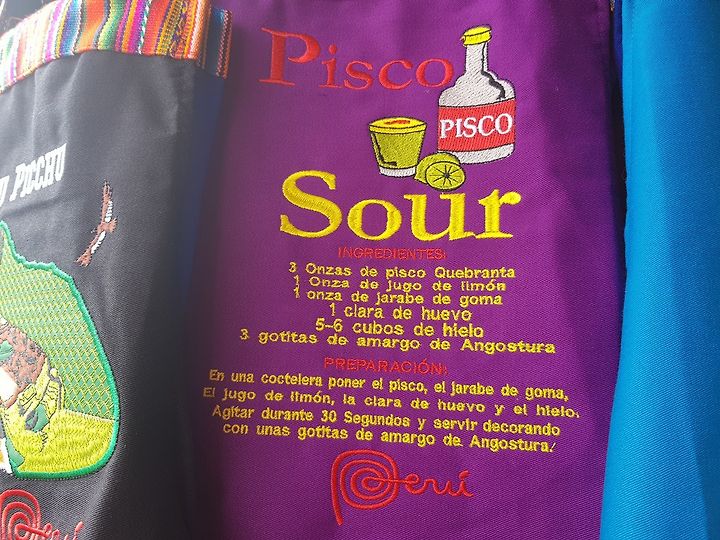 Pisco
PISCO
Sour
INGREDIENTES:
3 Onzas de pisco Quebranta
1 Onza de jugo de limón
1 onza de jarabe de goma
1 clara de huevo
5-6 cubos de hielo
3 gotitas de amargo de Angostura
PREPARACIÓN:
En una coctelera poner el pisco, el jarabe de goma,
El jugo de limón, la clara de huevo y el hielo.
Agitar durante 30 Segundos y servir decorando
con unas gotitas de amargo de Angostura!
Perú
PICCHU
Perú